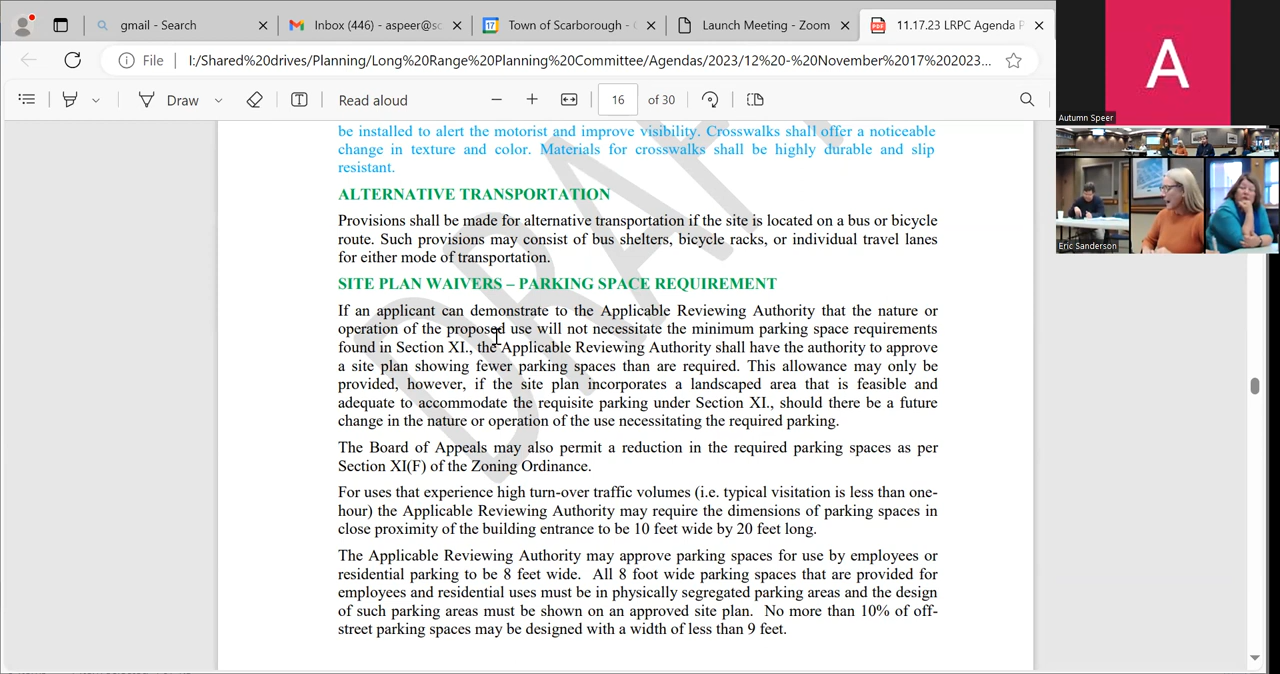 gmail - Search
Inbox (446) - aspeer@sc
Town of Scarborough -
Launch Meeting - Zoom
11.17.23 LRPC Agenda P
File
I:/Shared%20drives/Planning/Long%20Range%20Planning%20Committee/Agendas/2023/12%20-%20November%2017%202023...
Draw
Read aloud
16
of 30
A
Autumn Speer
Eric Sanderson
be installed to alert the motorist and improve visibility. Crosswalks shall offer a noticeable
change in texture and color. Materials for crosswalks shall be highly durable and slip
resistant.
ALTERNATIVE TRANSPORTATION
Provisions shall be made for alternative transportation if the site is located on a bus or bicycle
route. Such provisions may consist of bus shelters, bicycle racks, or individual travel lanes
for either mode of transportation.
SITE PLAN WAIVERS – PARKING SPACE REQUIREMENT
If an applicant can demonstrate to the Applicable Reviewing Authority that the nature or
operation of the proposed use will not necessitate the minimum parking space requirements
found in Section XI., the Applicable Reviewing Authority shall have the authority to approve
a site plan showing fewer parking spaces than are required. This allowance may only be
provided, however, if the site plan incorporates a landscaped area that is feasible and
adequate to accommodate the requisite parking under Section XI., should there be a future
change in the nature or operation of the use necessitating the required parking.
The Board of Appeals may also permit a reduction in the required parking spaces as per
Section XI(F) of the Zoning Ordinance.
For uses that experience high turn-over traffic volumes (i.e. typical visitation is less than one-
hour) the Applicable Reviewing Authority may require the dimensions of parking spaces in
close proximity of the building entrance to be 10 feet wide by 20 feet long.
The Applicable Reviewing Authority may approve parking spaces for use by employees or
residential parking to be 8 feet wide.  All 8 foot wide parking spaces that are provided for
employees and residential uses must be in physically segregated parking areas and the design
of such parking areas must be shown on an approved site plan.  No more than 10% of off-
street parking spaces may be designed with a width of less than 9 feet.
DRAFT